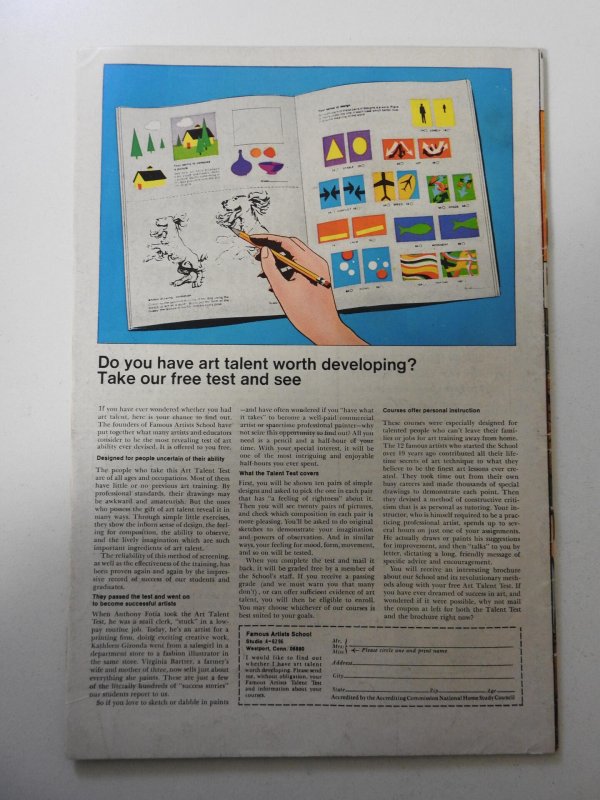 Do you have art talent worth developing?
Take our free test and see
If you have ever wondered whether you had
art talent, here is your chance to find out.
The founders of Famous Artists School have
put together what many artists and educators
consider to be the most revealing test of art
ability ever devised. It is offered to you free.
Designed for people uncertain of their ability
The people who take this Art Talent Test
are of all ages and occupations. Most of them
have little or no previous art training. By
professional standards, their drawings may
be awkward and amateurish. But the ones
who possess the gift of art talent reveal it in
many ways. Through simple little exercises,
they show the inborn sense of design, the feel-
ing for composition, the ability to observe,
and the lively imagination which are such
important ingredients of art talent.
The reliability of this method of screening,
as well as the effectiveness of the training, has
been proven again and again by the impres-
sive record of success of our students and
graduates.
They passed the test and went on
to become successful artists
When Anthony Fotia took the Art Talent
Test, he was a mail clerk, "stuck" in a low-
pay routine job. Today, he's an artist for a
printing firm, doing exciting creative work.
Kathleen Gironda went from a salesgirl in a
department store to a fashion illustrator in
the same store. Virginia Bartter, a farmer's
wife and mother of three, now sells just about
everything she paints. These are just a few
of the literally hundreds of "success stories"
our students report to us.
So if you love to sketch or dabble in paints
—and have often wondered if you "have what
it takes" to become a well-paid commercial
artist or sparetime professional painter—why
not seize this opportunity to find out? All you
need is a pencil and a half-hour of your
time. With your special interest, it will be
one of the most intriguing and enjoyable
half-hours you ever spent.
What the Talent Test covers
First, you will be shown ten pairs of simple
designs and asked to pick the one in each pair
that has "a feeling of rightness" about it.
Then you will see twenty pairs of pictures,
and check which composition in each pair is
more pleasing. You'll be asked to do original
sketches to demonstrate your imagination
and powers of observation. And in similar
ways, your feeling for mood, form, movement,
and so on will be tested.
When you complete the test and mail it
back, it will be graded free by a member of
the School's staff. If you receive a passing
grade (and we must warn you that many
don't), or can offer sufficient evidence of art
talent, you will then be eligible to enroll.
You may choose whichever of our courses is
best suited to your goals.
Courses offer personal instruction
These courses were especially designed for
talented people who can't leave their fami-
lies or jobs for art training away from home.
The 12 famous artists who started the School
over 19 years ago contributed all their life-
time secrets of art technique to what they
believe to be the finest art lessons ever cre-
ated. They took time out from their own
busy careers and made thousands of special
drawings to demonstrate each point. Then
they devised a method of constructive criti-
cism that is as personal as tutoring. Your in-
structor, who is himself required to be a prac-
ticing professional artist, spends up to sev-
eral hours on just one of your assignments.
He actually draws or paints his suggestions
for improvement, and then "talks" to you by
letter, dictating a long, friendly message of
specific advice and encouragement.
You will receive an interesting brochure
about our School and its revolutionary meth-
ods along with your free Art Talent Test. If
you have ever dreamed of success in art, and
wondered if it were possible, why not mail
the coupon at left for both the Talent Test
and the brochure right now?
Famous Artists School
Westport, Conn. 06880
I would like to find out
whether I have art talent
worth developing. Please send
me, without obligation, your
Famous Artists Talent Test
and information about your
courses.
Mr.
Mrs.
Miss
Please circle one and print name
Address
City
State Zip Age
Accredited by the Accrediting Commission National Home Study Council